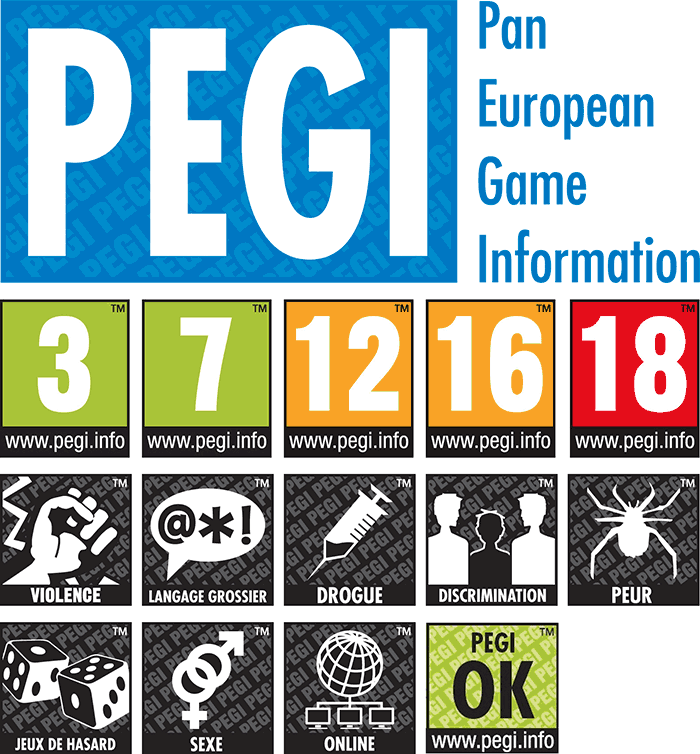 PEGI
Pan
European
Game
Information
3 7 12 16 18
www.pegi.info www.pegi.info www.pegi.info www.pegi.info www.pegi.info
@*!
VIOLENCE LANGAGE GROSSIER DROGUE DISCRIMINATION PEUR
PEGI
OK
JEUX DE HASARD SEXE ONLINE www.pegi.info